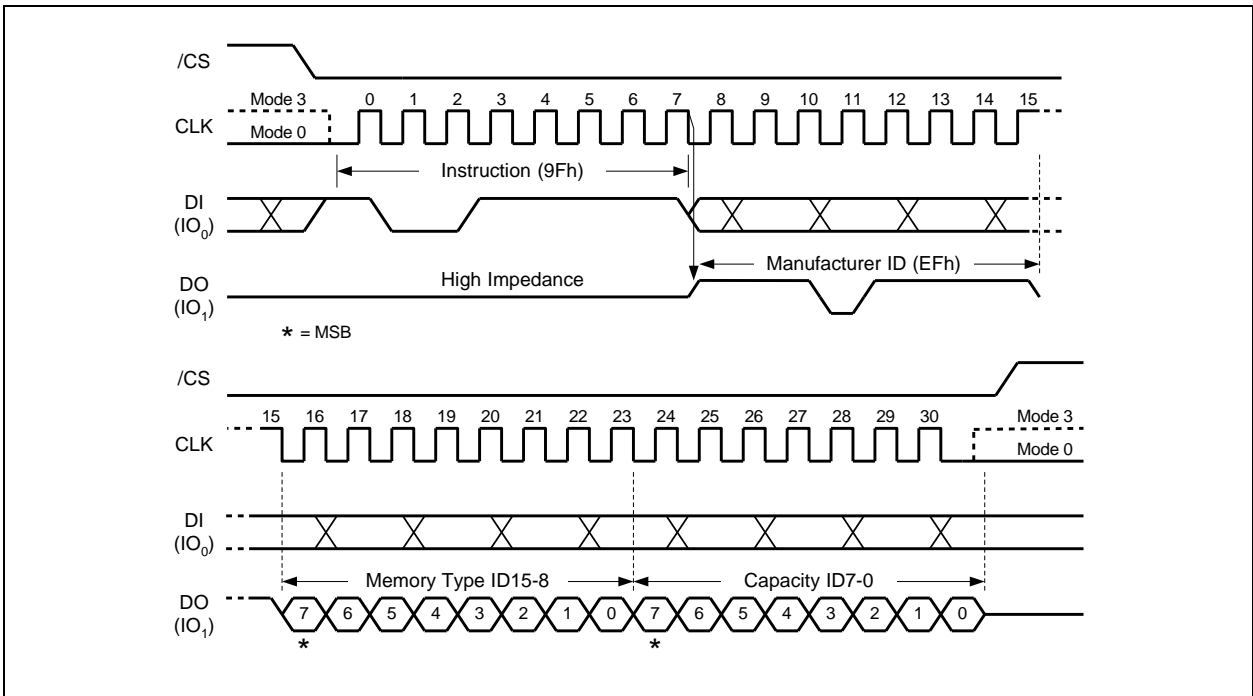 /CS
Mode 3 0 1 2 3 4 5 6 7 8 9 10 11 12 13 14 15
CLK
Mode 0
Instruction (9Fh)
DI
(IO0)
Manufacturer ID (EFh)
High Impedance
DO
(IO1)
* = MSB
/CS
15 16 17 18 19 20 21 22 23 24 25 26 27 28 29 30 Mode 3
CLK
Mode 0
DI
(IO0)
Memory Type ID15-8 Capacity ID7-0
DO
(IO1)
7 6 5 4 3 2 1 0 7 6 5 4 3 2 1 0
* *